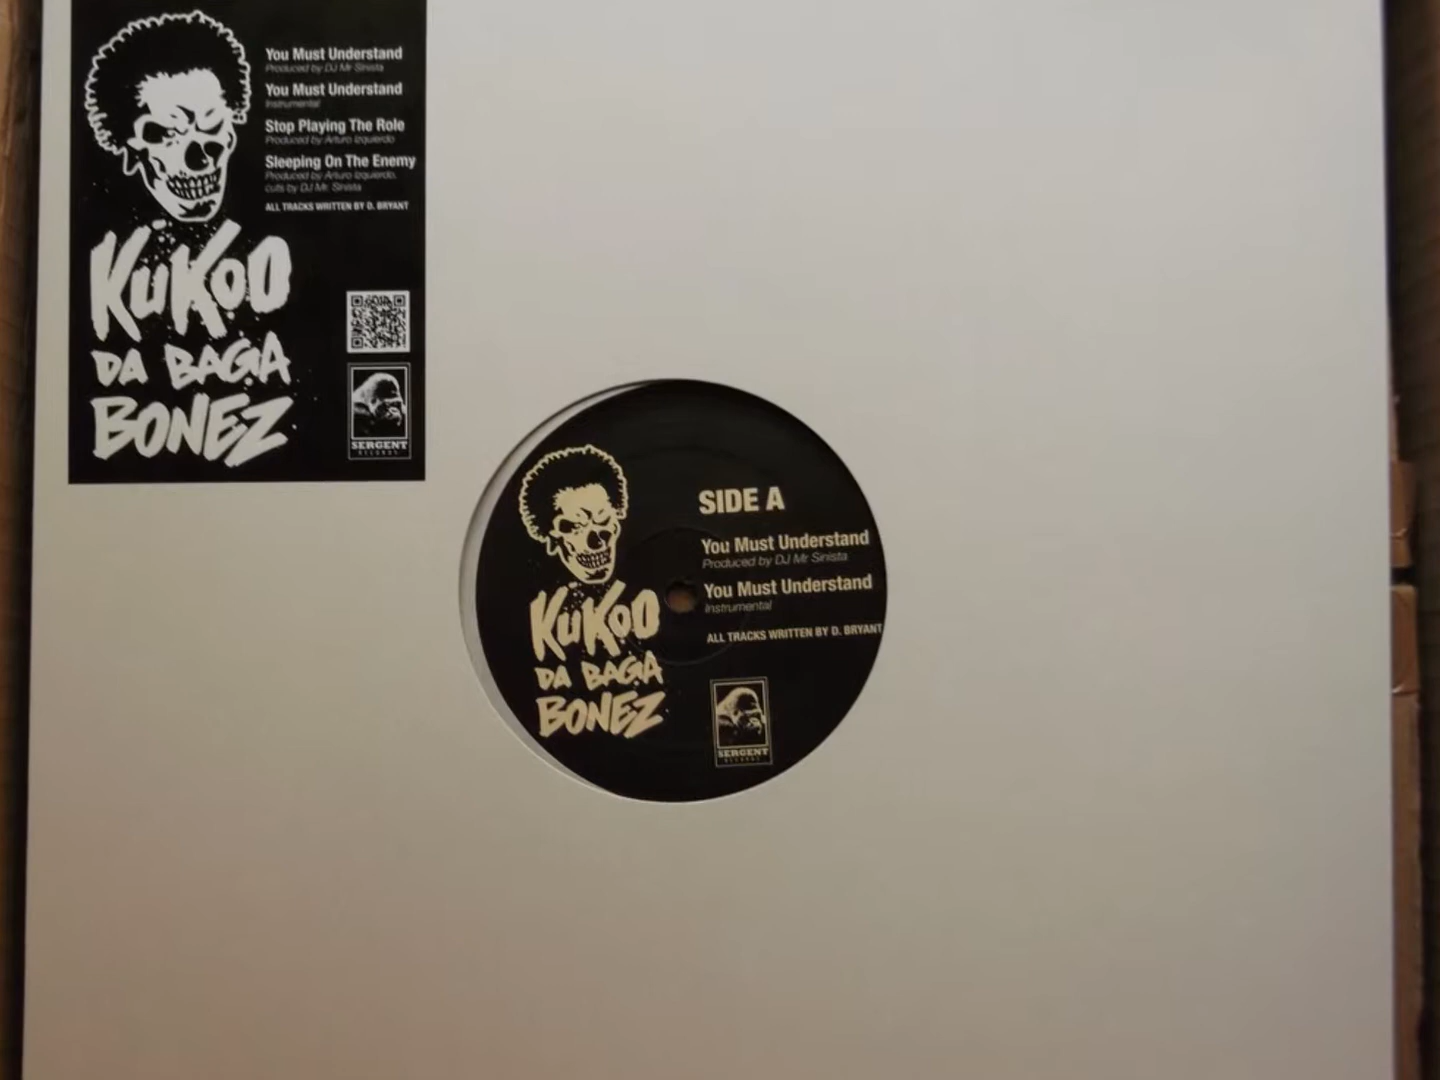 You Must Understand
Produced by DJ Mr Sinista
You Must Understand
Instrumental
Stop Playing The Role
Produced by Arturo Izquierdo
Sleeping On The Enemy
Produced by Arturo Izquierdo,
cuts by DJ Mr. Sinista
ALL TRACKS WRITTEN BY D. BRYANT
KUKOO
DA BAGA
BONEZ
SERGENT
RECORDS
SIDE A
You Must Understand
Produced by DJ Mr Sinista
You Must Understand
Instrumental
ALL TRACKS WRITTEN BY D. BRYANT
KUKOO
DA BAGA
BONEZ
SERGENT
RECORDS